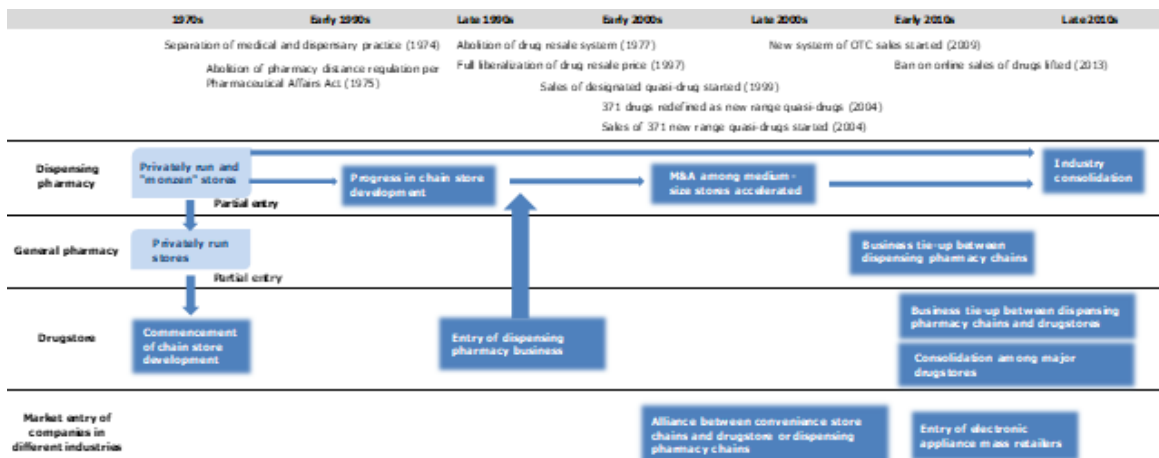 1970s Early 1990s Late 1990s Early 2000s Late 2000s Early 2010s Late 2010s
Separation of medical and dispensary practice (1974)
Abolition of pharmacy distance regulation per
Pharmaceutical Affairs Act (1975)
Abolition of drug resale system (1977)
Full liberalization of drug resale price (1997)
Sales of designated quasi-drug started (1999)
371 drugs redefined as new range quasi-drugs (2004)
Sales of 371 new range quasi-drugs started (2004)
New system of OTC sales started (2009)
Ban on online sales of drugs lifted (2013)
Dispensing
pharmacy
Privately run and
"monzen" stores
Progress in chain store
development
M&A among medium -
size stores accelerated
Industry
consolidation
Partial entry
General pharmacy
Privately run
stores
Business tie-up between
dispensing pharmacy chains
Partial entry
Drugstore
Commencement
of chain store
development
Entry of dispensing
pharmacy business
Business tie-up between dispensing
pharmacy chains and drugstores
Consolidation among major
drugstores
Market entry of
companies in
different industries
Alliance between convenience store
chains and drugstore or dispensing
pharmacy chains
Entry of electronic
appliance mass retailers